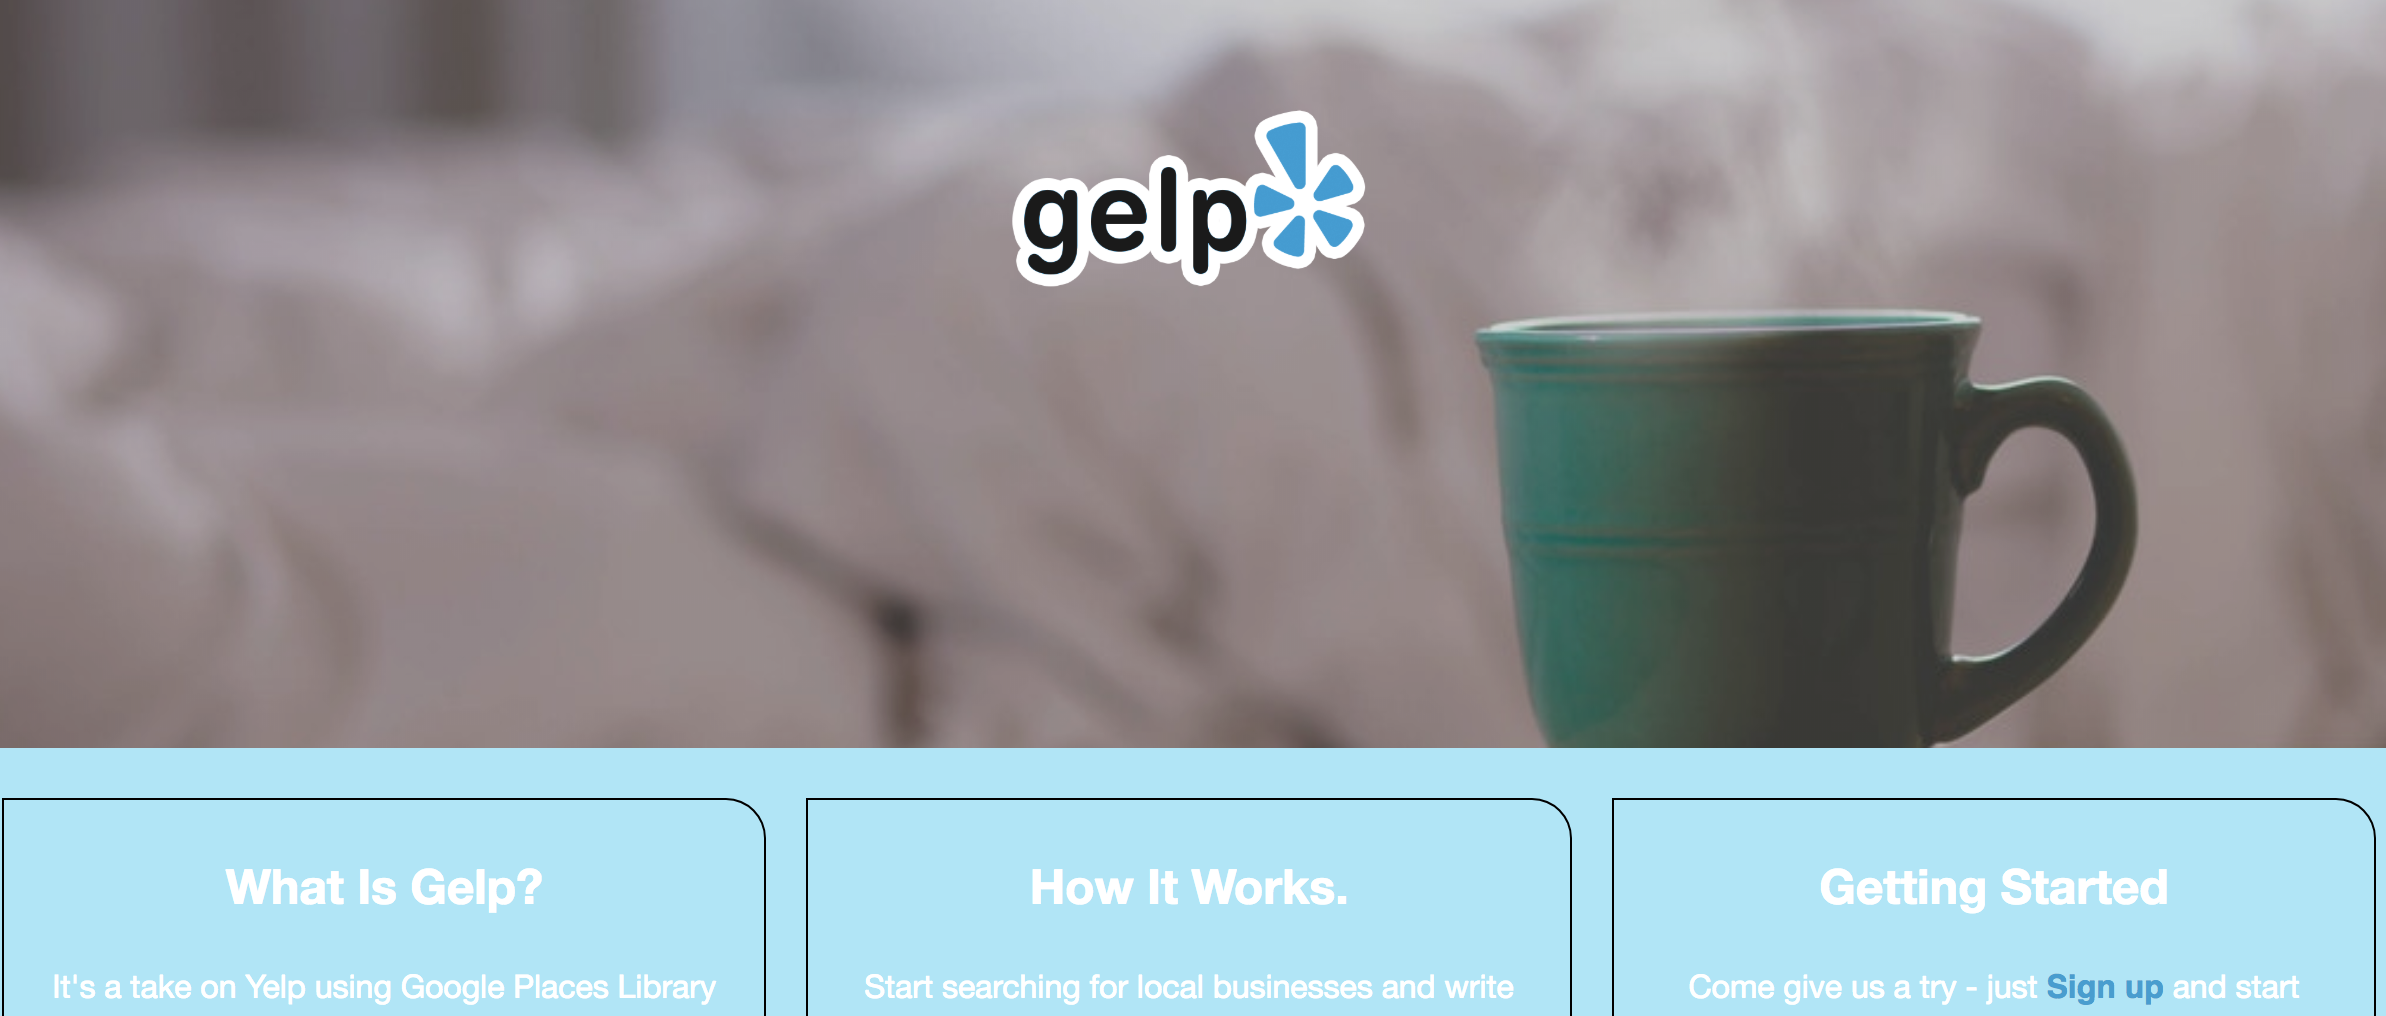 gelp
What Is Gelp?
It's a take on Yelp using Google Places Library
How It Works.
Start searching for local businesses and write
Getting Started
Come give us a try - just Sign up and start